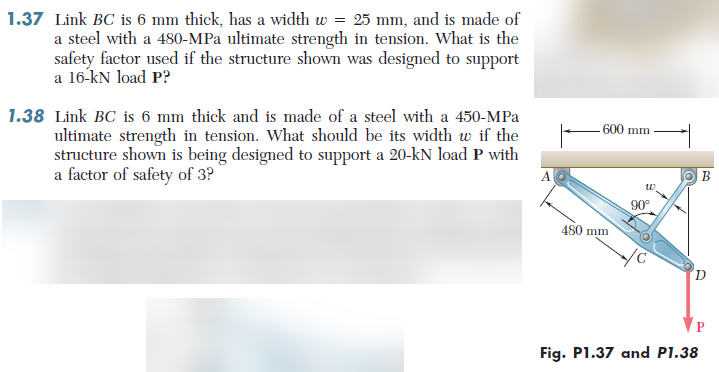 1.37 Link BC is 6 mm thick, has a width w = 25 mm, and is made of
a steel with a 480-MPa ultimate strength in tension. What is the
safety factor used if the structure shown was designed to support
a 16-kN load P?
1.38 Link BC is 6 mm thick and is made of a steel with a 450-MPa
ultimate strength in tension. What should be its width w if the
structure shown is being designed to support a 20-kN load P with
a factor of safety of 3?
600 mm
A
B
w
90°
480 mm
C
D
P
Fig. P1.37 and P1.38